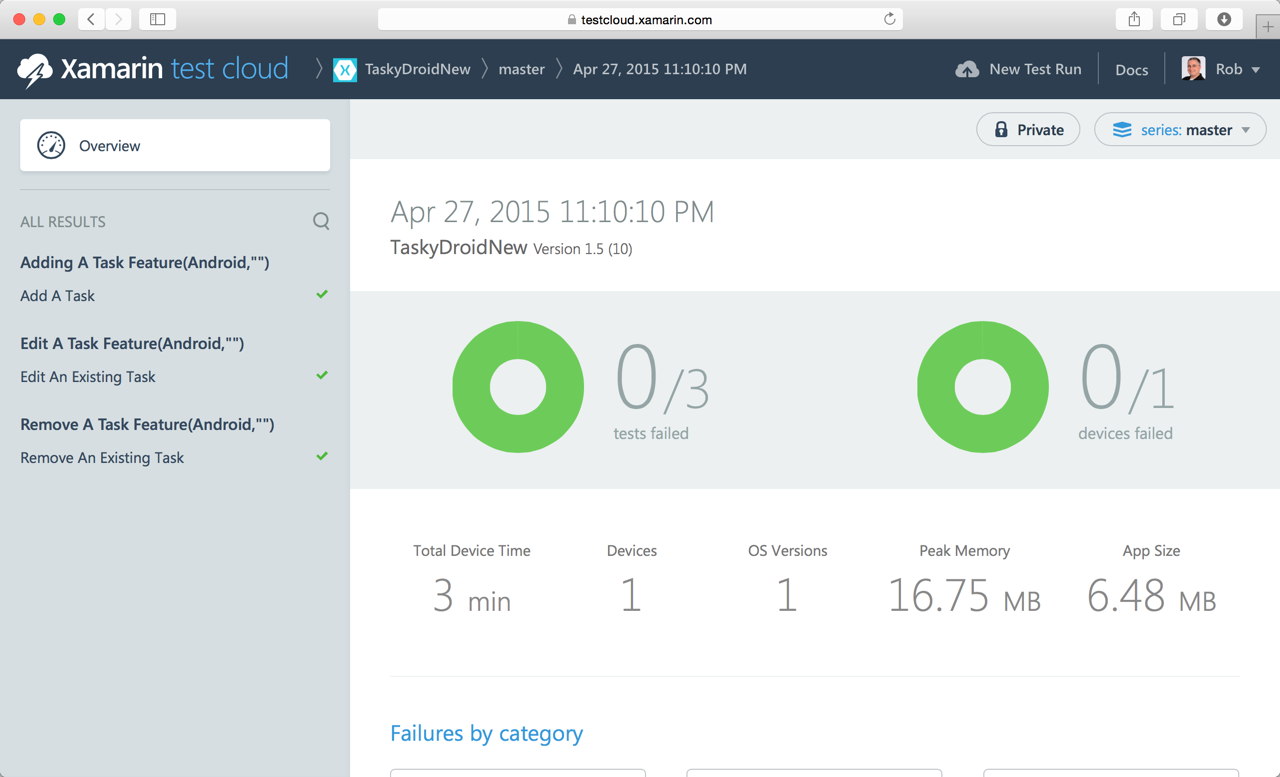 testcloud.xamarin.com
Xamarin test cloud
TaskyDroidNew
master
Apr 27, 2015 11:10:10 PM
New Test Run
Docs
Rob
Overview
Private
series: master
ALL RESULTS
Adding A Task Feature(Android,"")
Add A Task
Edit A Task Feature(Android,"")
Edit An Existing Task
Remove A Task Feature(Android,"")
Remove An Existing Task
Apr 27, 2015 11:10:10 PM
TaskyDroidNew Version 1.5 (10)
0/3
tests failed
0/1
devices failed
Total Device Time
3 min
Devices
1
OS Versions
1
Peak Memory
16.75 MB
App Size
6.48 MB
Failures by category